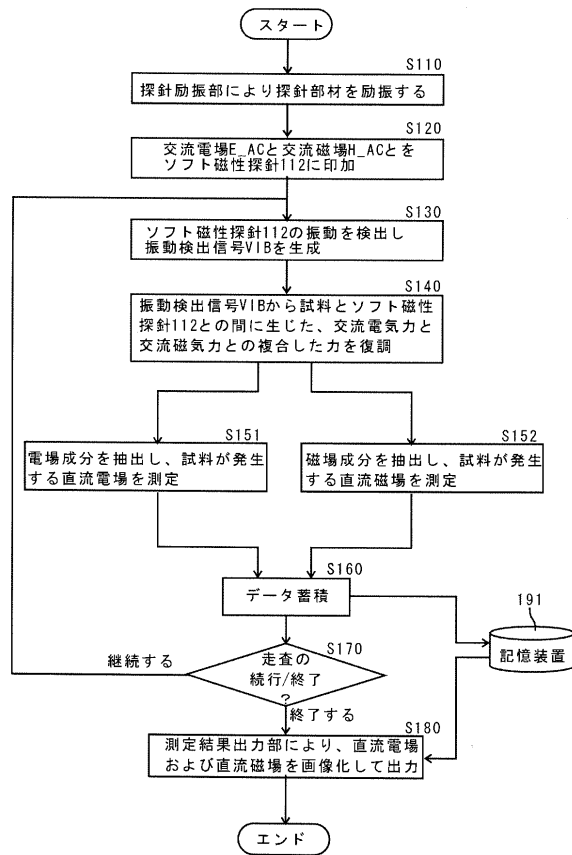 スタート
S110
探針励振部により探針部材を励振する
S120
交流電場E_ACと交流磁場H_ACとを
ソフト磁性探針112に印加
S130
ソフト磁性探針112の振動を検出し
振動検出信号VIBを生成
S140
振動検出信号VIBから試料とソフト磁性
探針112との間に生じた、交流電気力と
交流磁気力との複合した力を復調
S151
電場成分を抽出し、試料が発生
する直流電場を測定
S152
磁場成分を抽出し、試料が発生
する直流磁場を測定
S160
データ蓄積
191
記憶装置
S170
走査の
続行/終了
?
継続する
終了する
S180
測定結果出力部により、直流電場
および直流磁場を画像化して出力
エンド